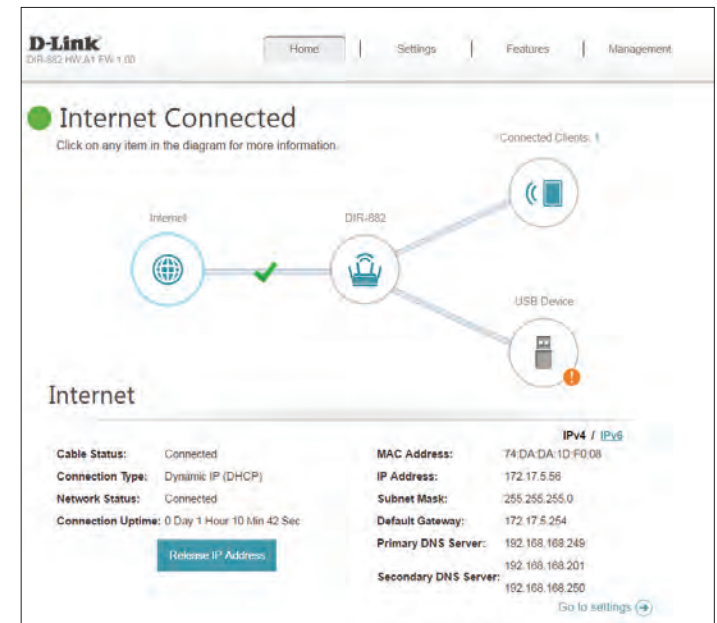 D-Link
DIR-882 HW:A1 FW:1.00
Home | Settings | Features | Management
Internet Connected
Click on any item in the diagram for more information.
Connected Clients: 1
Internet
DIR-882
USB Device
Internet
IPv4 / IPv6
Cable Status: Connected
MAC Address: 74:DA:DA:1D:F0:08
Connection Type: Dynamic IP (DHCP)
IP Address: 172.17.5.56
Network Status: Connected
Subnet Mask: 255.255.255.0
Connection Uptime: 0 Day 1 Hour 10 Min 42 Sec
Default Gateway: 172.17.5.254
Release IP Address
Primary DNS Server: 192.168.168.249
192.168.168.201
Secondary DNS Server:
192.168.168.250
Go to settings